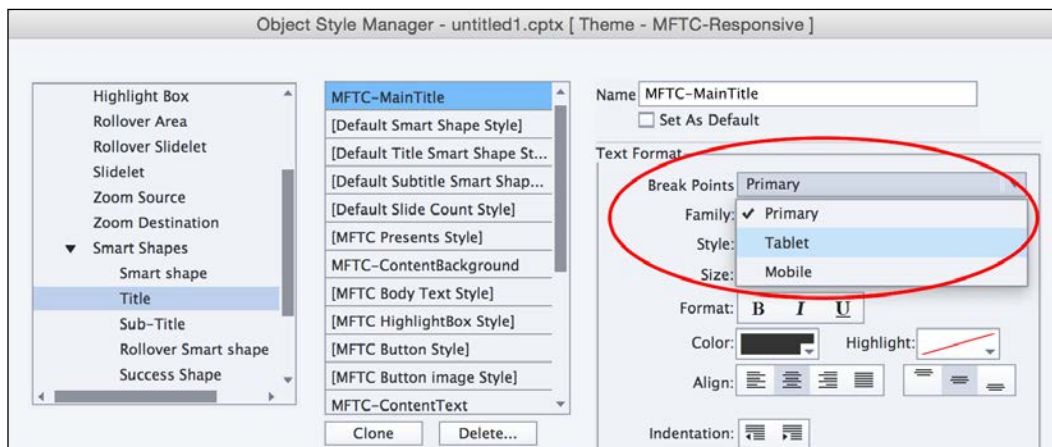 Object Style Manager - untitled1.cptx [ Theme - MFTC-Responsive ]
Highlight Box
Rollover Area
Rollover Slidelet
Slidelet
Zoom Source
Zoom Destination
Smart Shapes
Smart shape
Title
Sub-Title
Rollover Smart shape
Success Shape
MFTC-MainTitle
[Default Smart Shape Style]
[Default Title Smart Shape St...
[Default Subtitle Smart Shap...
[Default Slide Count Style]
[MFTC Presents Style]
MFTC-ContentBackground
[MFTC Body Text Style]
[MFTC HighlightBox Style]
[MFTC Button Style]
[MFTC Button image Style]
MFTC-ContentText
Clone Delete...
Name MFTC-MainTitle
Set As Default
Text Format
Break Points Primary
Family: ✓ Primary
Style: Tablet
Size: Mobile
Format: B I U
Color: Highlight:
Align:
Indentation: